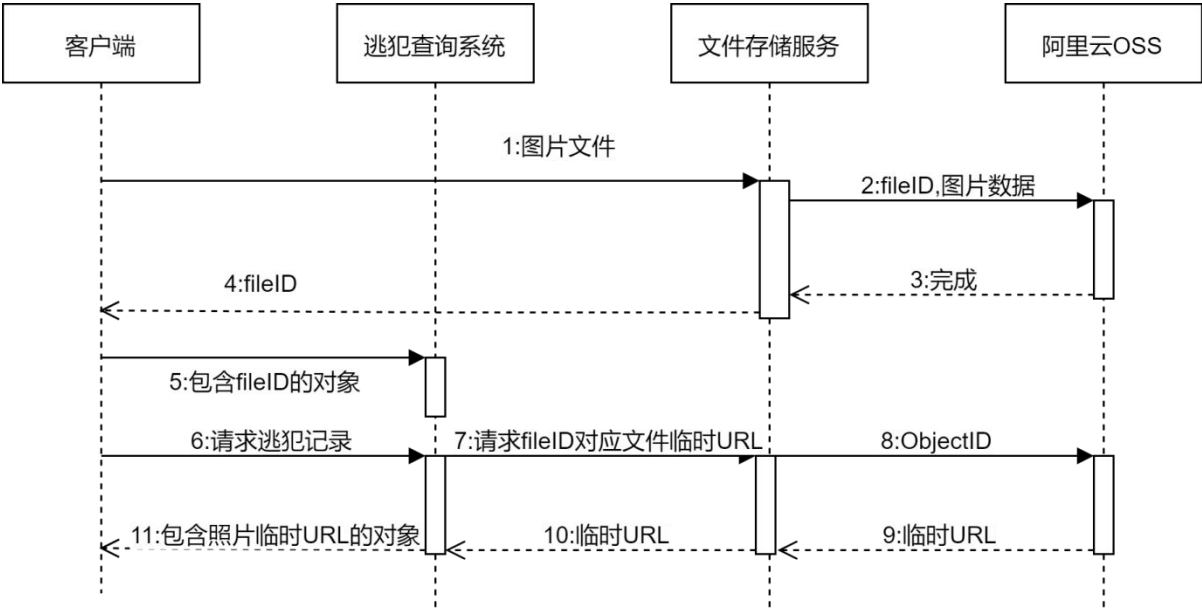 客户端
逃犯查询系统
文件存储服务
阿里云OSS
1:图片文件
2:fileID,图片数据
3:完成
4:fileID
5:包含fileID的对象
6:请求逃犯记录
7:请求fileID对应文件临时URL
8:ObjectID
11:包含照片临时URL的对象
10:临时URL
9:临时URL